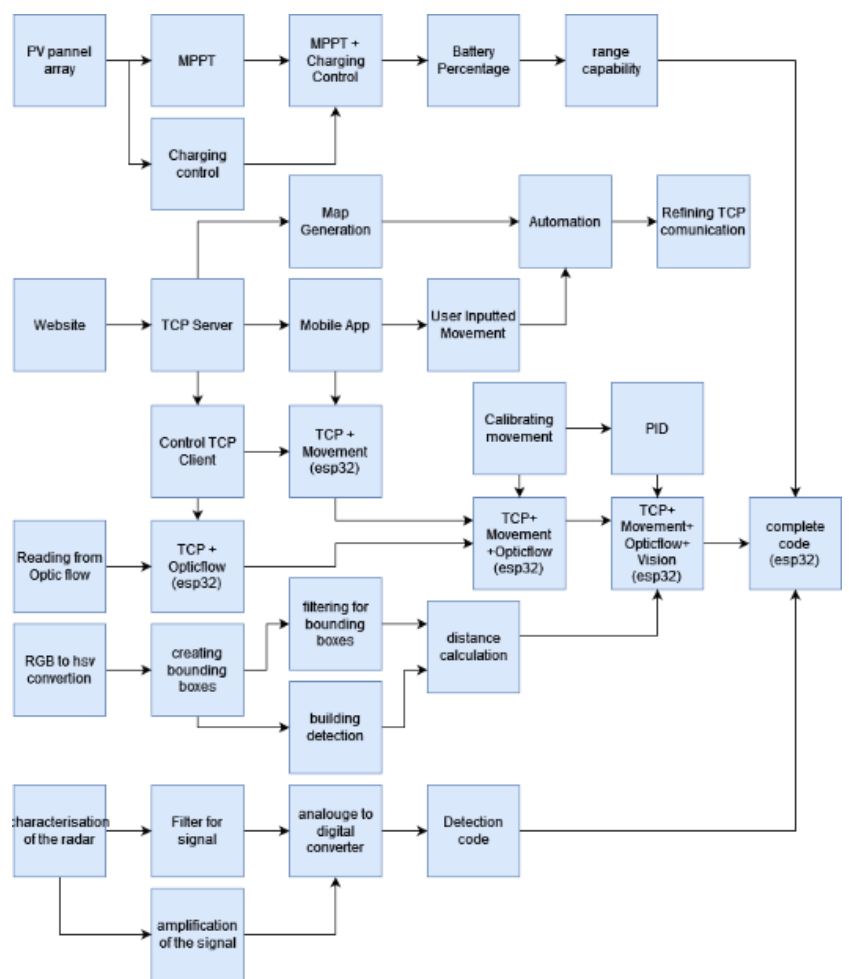 PV pannel
array
MPPT
MPPT +
Charging
Control
Battery
Percentage
range
capability
Charging
control
Map
Generation
Automation
Refining TCP
comunication
Website
TCP Server
Mobile App
User Inputted
Movement
Control TCP
Client
TCP +
Movement
(esp32)
Calibrating
movement
PID
Reading from
Optic flow
TCP +
Opticflow
(esp32)
TCP+
Movement
+Opticflow
(esp32)
TCP+
Movement+
Opticflow+
Vision
(esp32)
complete
code
(esp32)
RGB to hsv
convertion
creating
bounding
boxes
filtering for
bounding
boxes
distance
calculation
building
detection
characterisation
of the radar
Filter for
signal
analouge to
digital
converter
Detection
code
amplification
of the signal